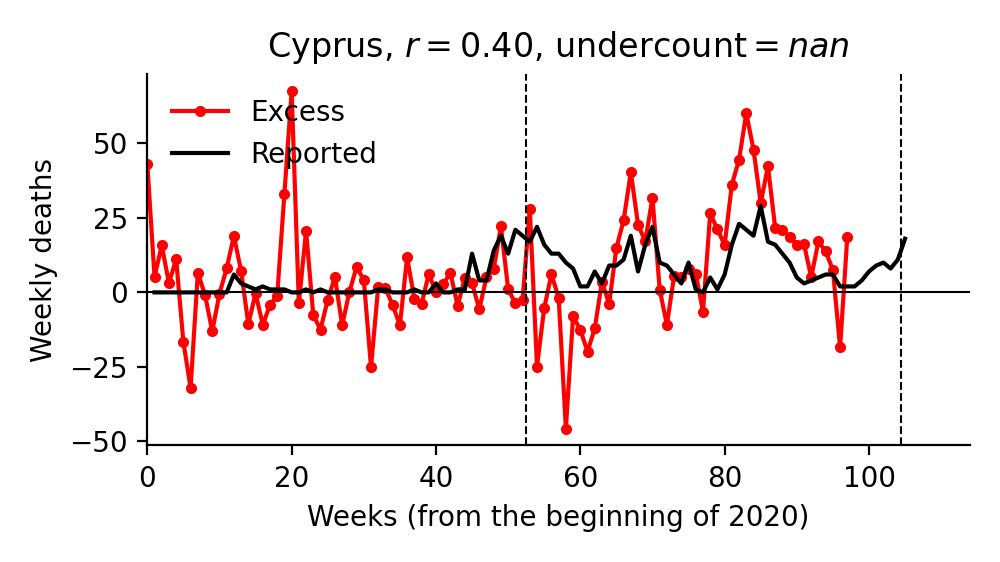 Cyprus, r = 0.40, undercount = nan
Excess
Reported
Weekly deaths
50
25
0
−25
−50
0 20 40 60 80 100
Weeks (from the beginning of 2020)